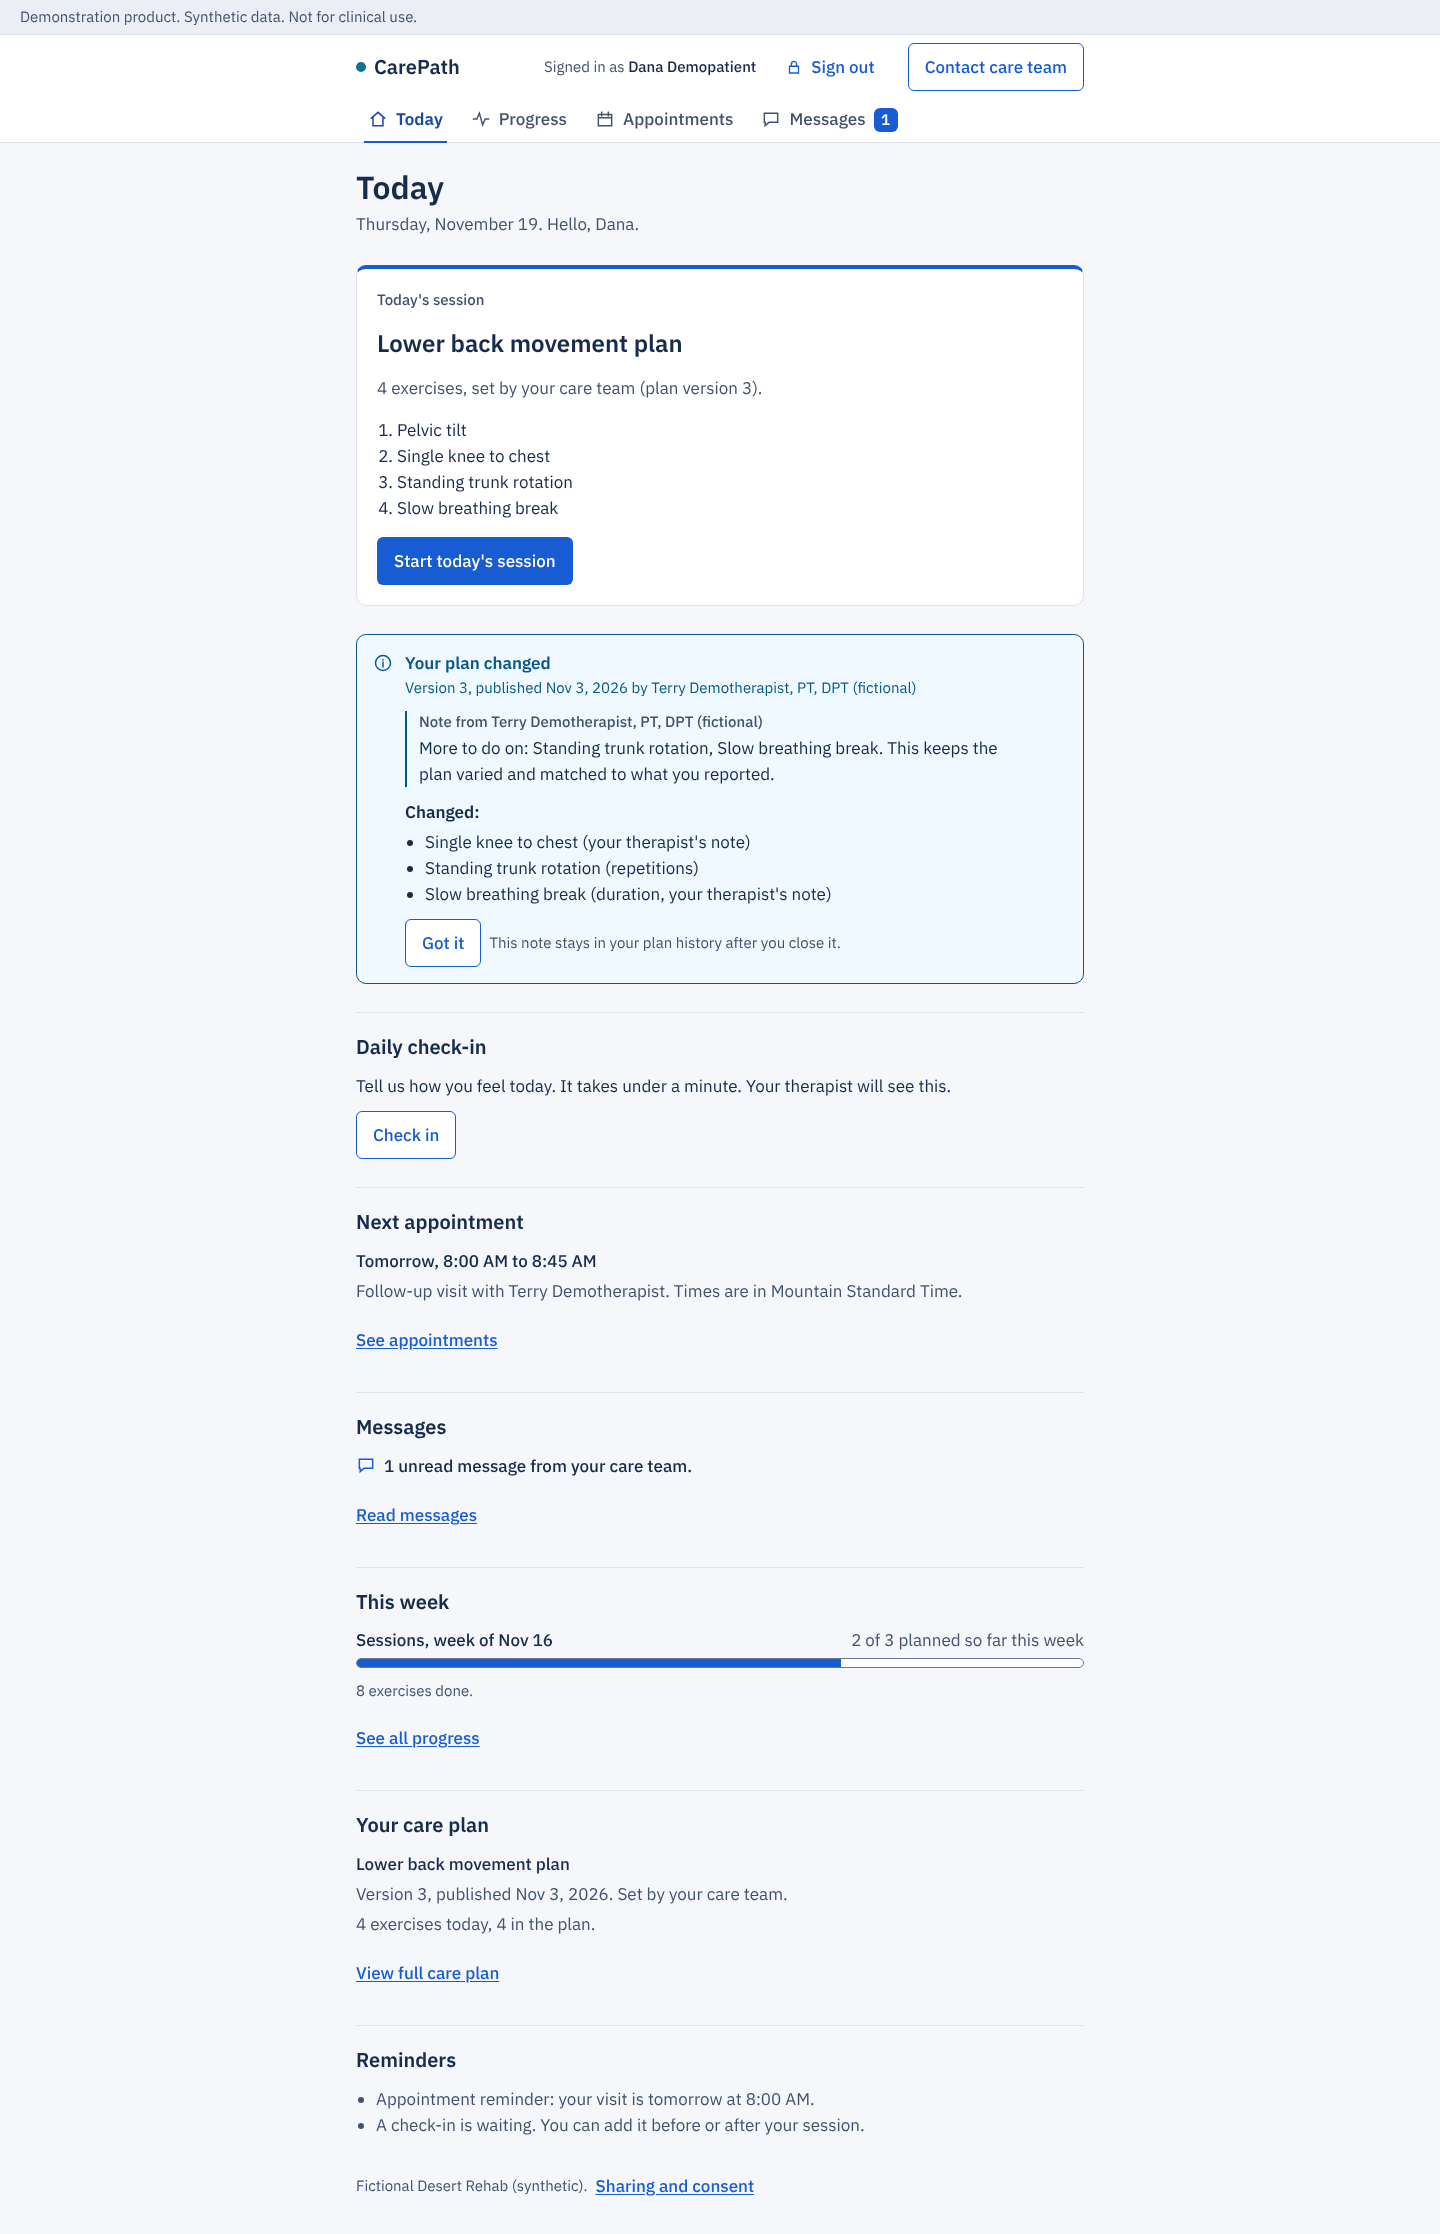 Demonstration product. Synthetic data. Not for clinical use.
CarePath
Signed in as Dana Demopatient
Sign out
Contact care team
Today
Progress
Appointments
Messages 1
Today
Thursday, November 19. Hello, Dana.
Today's session
Lower back movement plan
4 exercises, set by your care team (plan version 3).
1. Pelvic tilt
2. Single knee to chest
3. Standing trunk rotation
4. Slow breathing break
Start today's session
Your plan changed
Version 3, published Nov 3, 2026 by Terry Demotherapist, PT, DPT (fictional)
Note from Terry Demotherapist, PT, DPT (fictional)
More to do on: Standing trunk rotation, Slow breathing break. This keeps the
plan varied and matched to what you reported.
Changed:
• Single knee to chest (your therapist's note)
• Standing trunk rotation (repetitions)
• Slow breathing break (duration, your therapist's note)
Got it
This note stays in your plan history after you close it.
Daily check-in
Tell us how you feel today. It takes under a minute. Your therapist will see this.
Check in
Next appointment
Tomorrow, 8:00 AM to 8:45 AM
Follow-up visit with Terry Demotherapist. Times are in Mountain Standard Time.
See appointments
Messages
1 unread message from your care team.
Read messages
This week
Sessions, week of Nov 16
2 of 3 planned so far this week
8 exercises done.
See all progress
Your care plan
Lower back movement plan
Version 3, published Nov 3, 2026. Set by your care team.
4 exercises today, 4 in the plan.
View full care plan
Reminders
• Appointment reminder: your visit is tomorrow at 8:00 AM.
• A check-in is waiting. You can add it before or after your session.
Fictional Desert Rehab (synthetic). Sharing and consent